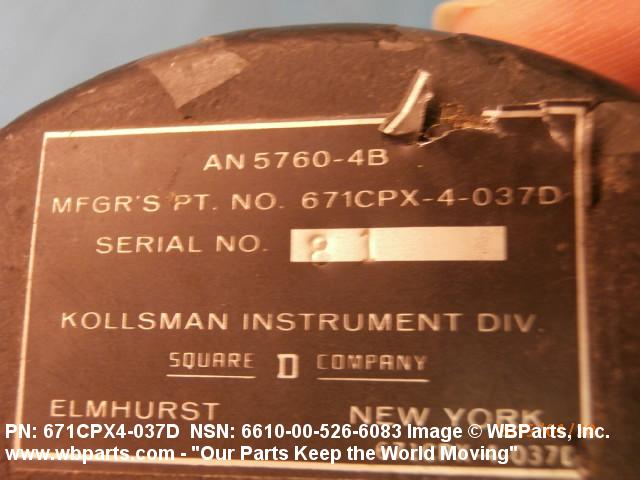 AN 5760-4B
MFGR'S PT. NO. 671CPX-4-037D
SERIAL NO. 81
KOLLSMAN INSTRUMENT DIV.
SQUARE D COMPANY
ELMHURST NEW YORK
PN: 671CPX4-037D NSN: 6610-00-526-6083 Image © WBParts, Inc.
www.wbparts.com - "Our Parts Keep the World Moving"